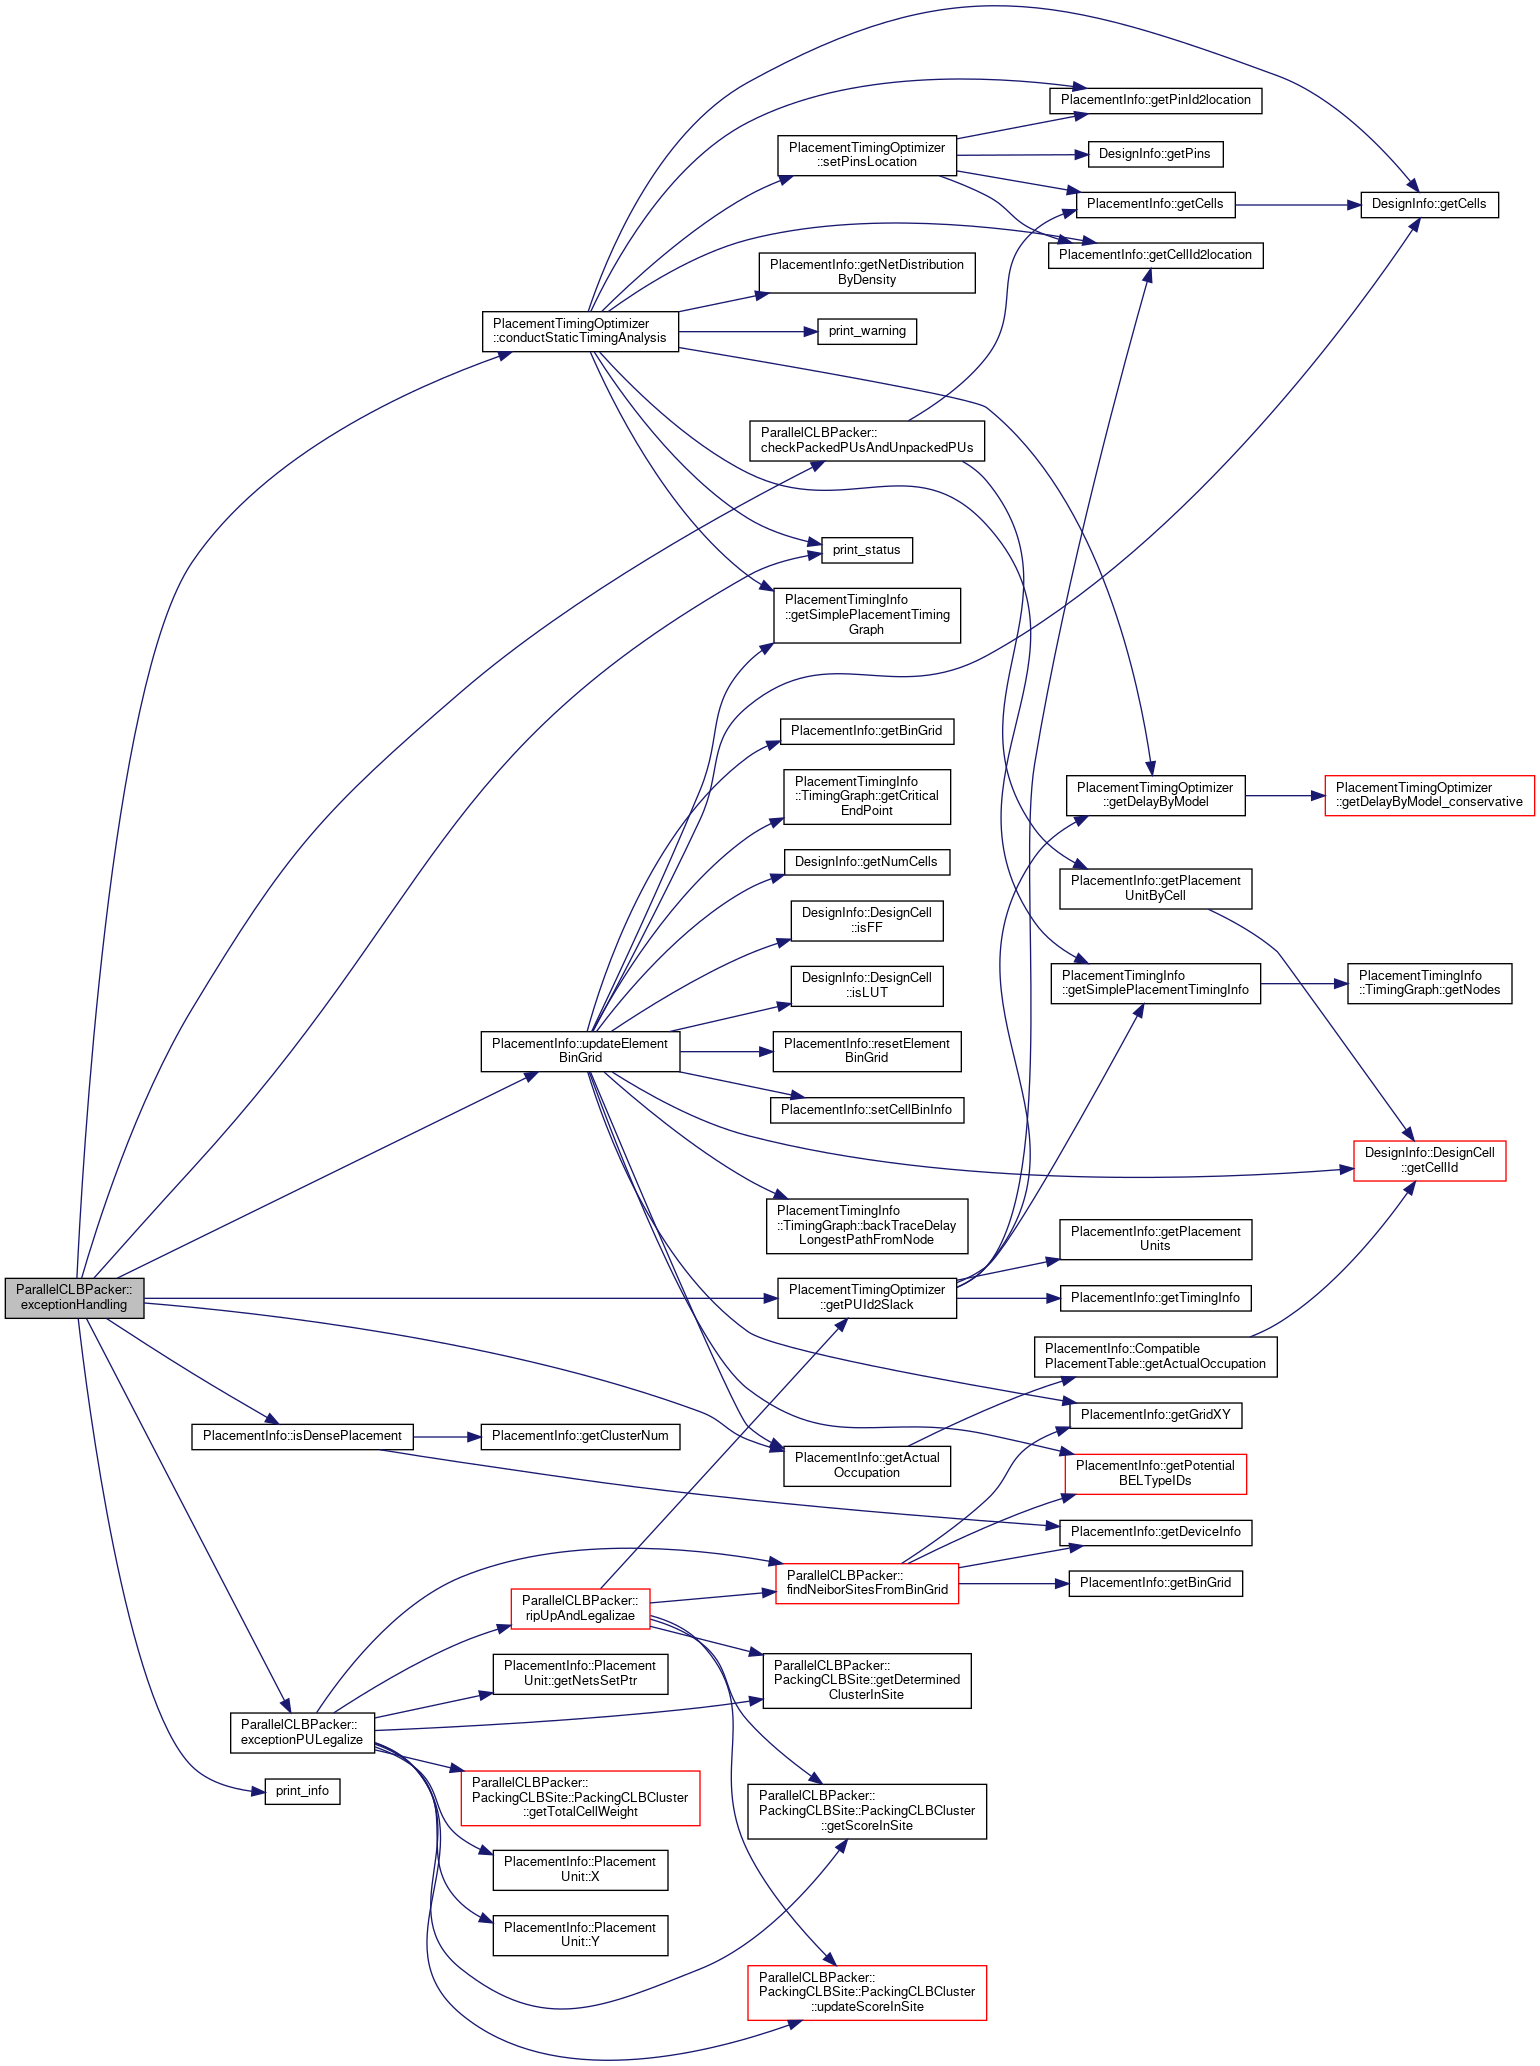 PlacementInfo::getPinId2location
PlacementTimingOptimizer
::setPinsLocation
DesignInfo::getPins
PlacementInfo::getCells
DesignInfo::getCells
PlacementInfo::getCellId2location
PlacementInfo::getNetDistribution
ByDensity
PlacementTimingOptimizer
::conductStaticTimingAnalysis
print_warning
ParallelCLBPacker::
checkPackedPUsAndUnpackedPUs
print_status
PlacementTimingInfo
::getSimplePlacementTiming
Graph
PlacementInfo::getBinGrid
PlacementTimingInfo
::TimingGraph::getCritical
EndPoint
PlacementTimingOptimizer
::getDelayByModel
PlacementTimingOptimizer
::getDelayByModel_conservative
DesignInfo::getNumCells
PlacementInfo::getPlacement
UnitByCell
DesignInfo::DesignCell
::isFF
DesignInfo::DesignCell
::isLUT
PlacementTimingInfo
::getSimplePlacementTimingInfo
PlacementTimingInfo
::TimingGraph::getNodes
PlacementInfo::updateElement
BinGrid
PlacementInfo::resetElement
BinGrid
PlacementInfo::setCellBinInfo
DesignInfo::DesignCell
::getCellId
PlacementTimingInfo
::TimingGraph::backTraceDelay
LongestPathFromNode
PlacementInfo::getPlacement
Units
ParallelCLBPacker::
exceptionHandling
PlacementTimingOptimizer
::getPUId2Slack
PlacementInfo::getTimingInfo
PlacementInfo::Compatible
PlacementTable::getActualOccupation
PlacementInfo::getGridXY
PlacementInfo::isDensePlacement
PlacementInfo::getClusterNum
PlacementInfo::getActual
Occupation
PlacementInfo::getPotential
BELTypeIDs
PlacementInfo::getDeviceInfo
ParallelCLBPacker::
findNeiborSitesFromBinGrid
PlacementInfo::getBinGrid
ParallelCLBPacker::
ripUpAndLegalizae
PlacementInfo::Placement
Unit::getNetsSetPtr
ParallelCLBPacker::
PackingCLBSite::getDetermined
ClusterInSite
ParallelCLBPacker::
exceptionPULegalize
print_info
ParallelCLBPacker::
PackingCLBSite::PackingCLBCluster
::getTotalCellWeight
ParallelCLBPacker::
PackingCLBSite::PackingCLBCluster
::getScoreInSite
PlacementInfo::Placement
Unit::X
PlacementInfo::Placement
Unit::Y
ParallelCLBPacker::
PackingCLBSite::PackingCLBCluster
::updateScoreInSite